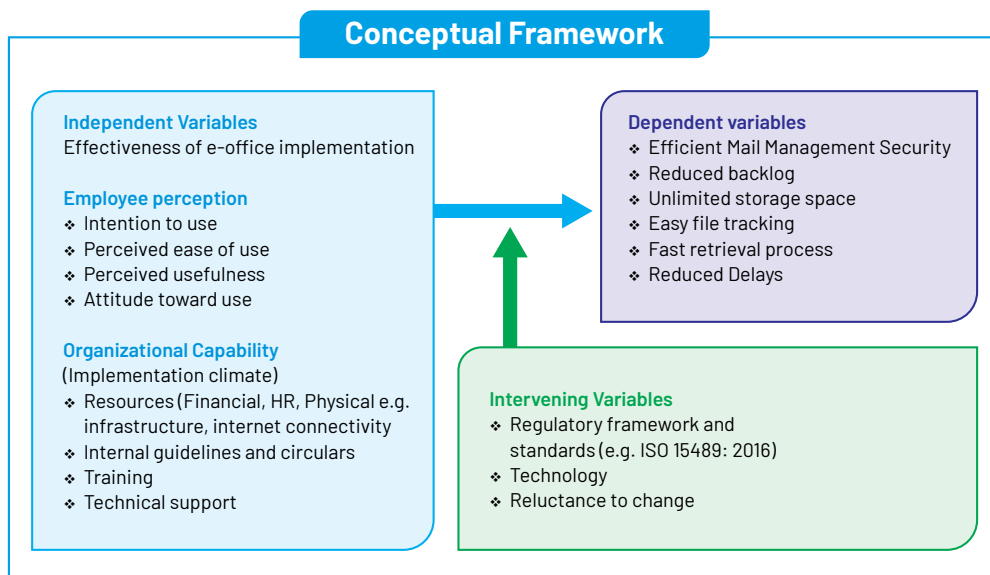 Conceptual Framework
Independent Variables
Effectiveness of e-office implementation
Employee perception
❖ Intention to use
❖ Perceived ease of use
❖ Perceived usefulness
❖ Attitude toward use
Organizational Capability
(Implementation climate)
❖ Resources (Financial, HR, Physical e.g.
infrastructure, internet connectivity
❖ Internal guidelines and circulars
❖ Training
❖ Technical support
Dependent variables
❖ Efficient Mail Management Security
❖ Reduced backlog
❖ Unlimited storage space
❖ Easy file tracking
❖ Fast retrieval process
❖ Reduced Delays
Intervening Variables
❖ Regulatory framework and
standards (e.g. ISO 15489: 2016)
❖ Technology
❖ Reluctance to change